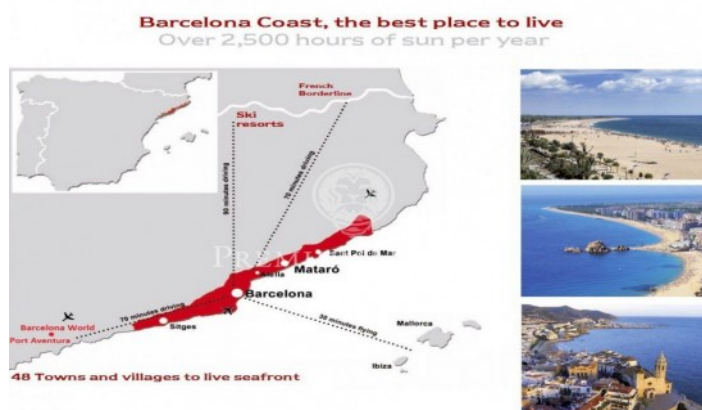 Barcelona Coast, the best place to live
Over 2,500 hours of sun per year
French
Borderline
Ski
resorts
90 minutes driving
70 minutes driving
Sant Pol de Mar
PREMI
Alella
Mataró
Barcelona
70 minutes driving
Sitges
Barcelona World
Port Aventura
30 minutes flying
Mallorca
Ibiza
48 Towns and villages to live seafront